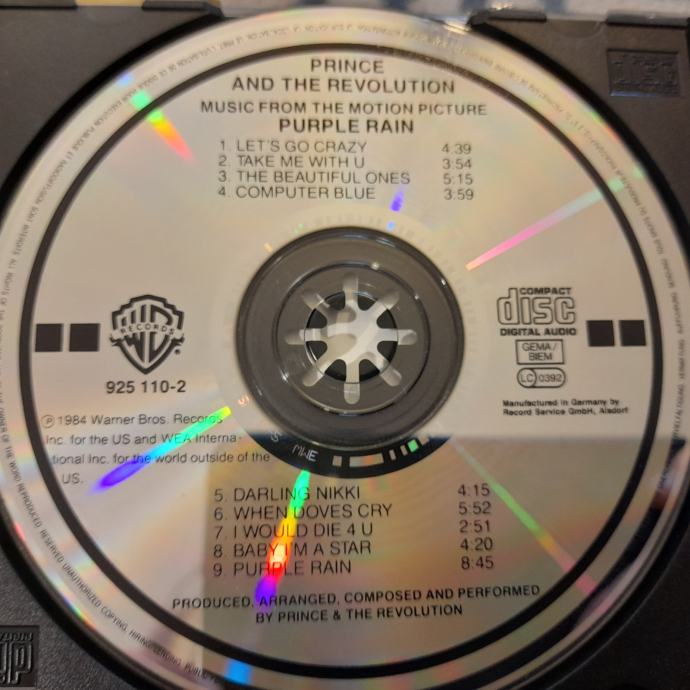 PRINCE
AND THE REVOLUTION
MUSIC FROM THE MOTION PICTURE
PURPLE RAIN
1. LET'S GO CRAZY 4:39
2. TAKE ME WITH U 3:54
3. THE BEAUTIFUL ONES 5:15
4. COMPUTER BLUE 3:59
W RECORDS
925 110-2
COMPACT
disc
DIGITAL AUDIO
GEMA/
BIEM
LC 0392
Manufactured in Germany by
Record Service GmbH, Alsdorf
℗ 1984 Warner Bros. Records
Inc. for the US and WEA Interna-
tional Inc. for the world outside of the
US.
5. DARLING NIKKI 4:15
6. WHEN DOVES CRY 5:52
7. I WOULD DIE 4 U 2:51
8. BABY I'M A STAR 4:20
9. PURPLE RAIN 8:45
PRODUCED, ARRANGED, COMPOSED AND PERFORMED
BY PRINCE & THE REVOLUTION